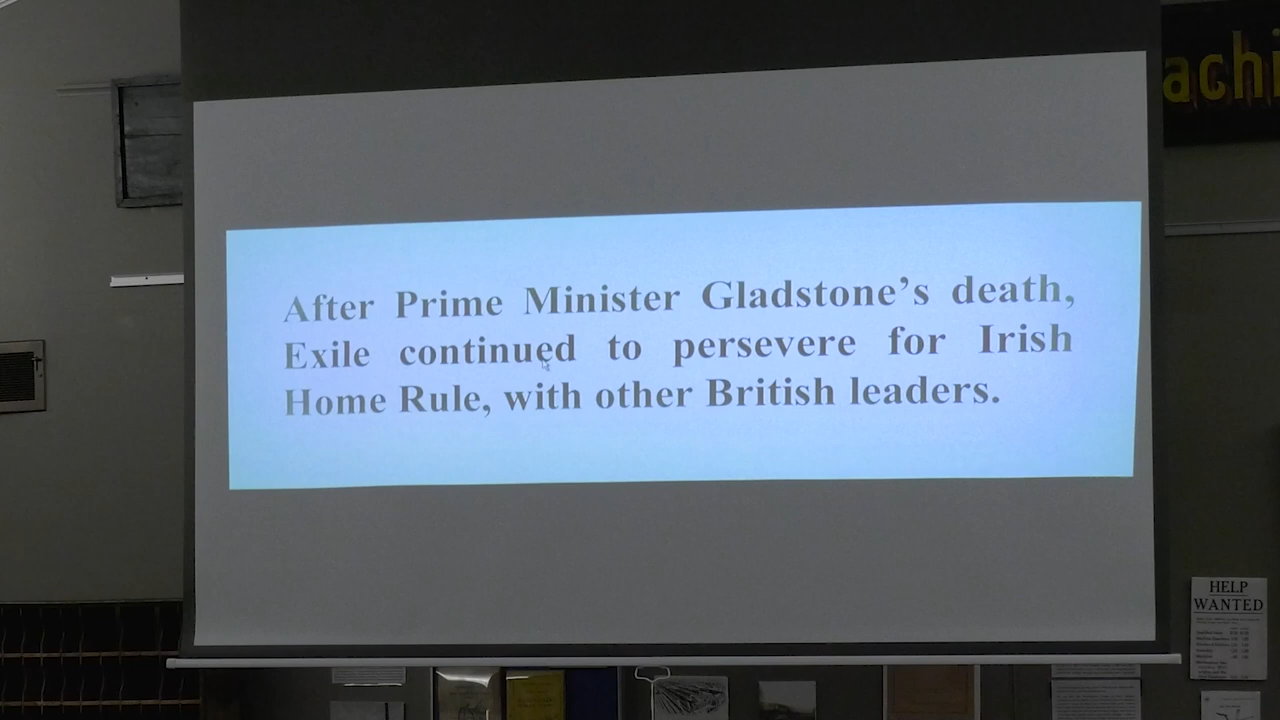 achi
After Prime Minister Gladstone's death,
Exile continued to persevere for Irish
Home Rule, with other British leaders.
HELP
WANTED